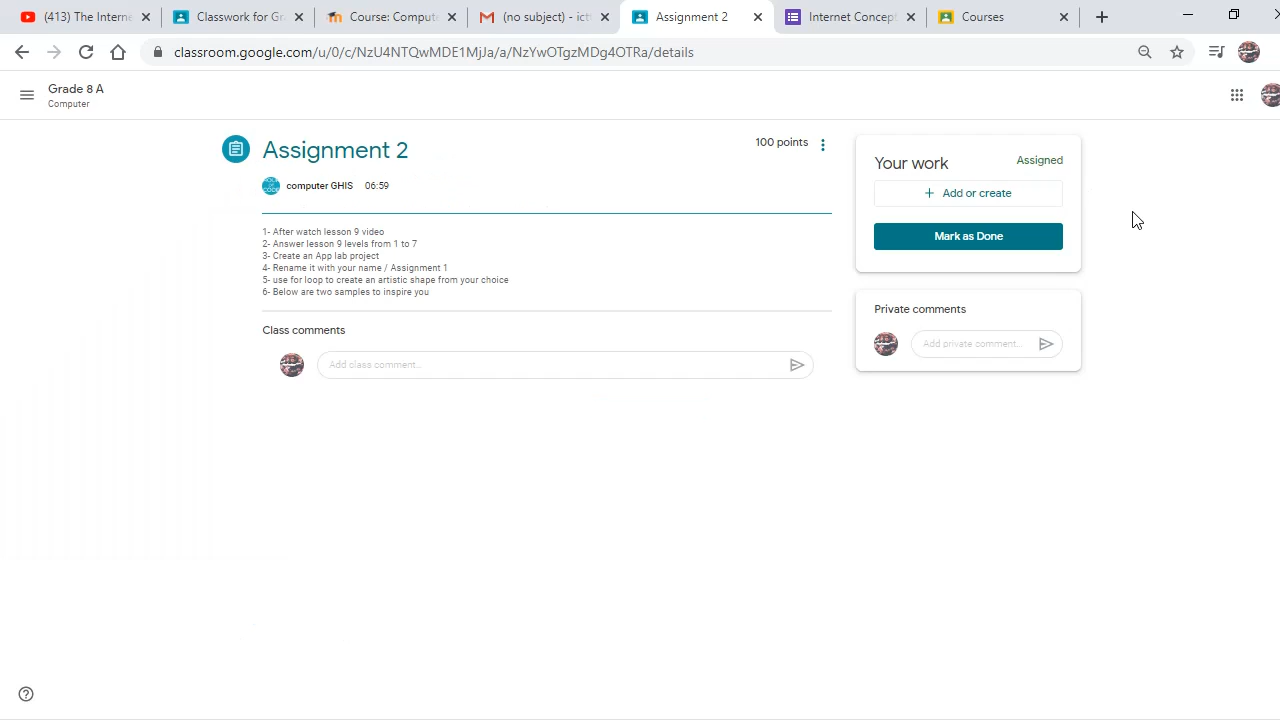 (413) The Interne
Classwork for Gr
Course: Compute
(no subject) - ict
Assignment 2
Internet Concep
Courses
classroom.google.com/u/0/c/NzU4NTQwMDE1MjJa/a/NzYwOTgzMDg4OTRa/details
Grade 8 A
Computer
Assignment 2
100 points
computer GHIS 06:59
1- After watch lesson 9 video
2- Answer lesson 9 levels from 1 to 7
3- Create an App lab project
4- Rename it with your name / Assignment 1
5- use for loop to create an artistic shape from your choice
6- Below are two samples to inspire you
Class comments
Add class comment...
Your work
Assigned
+ Add or create
Mark as Done
Private comments
Add private comment...